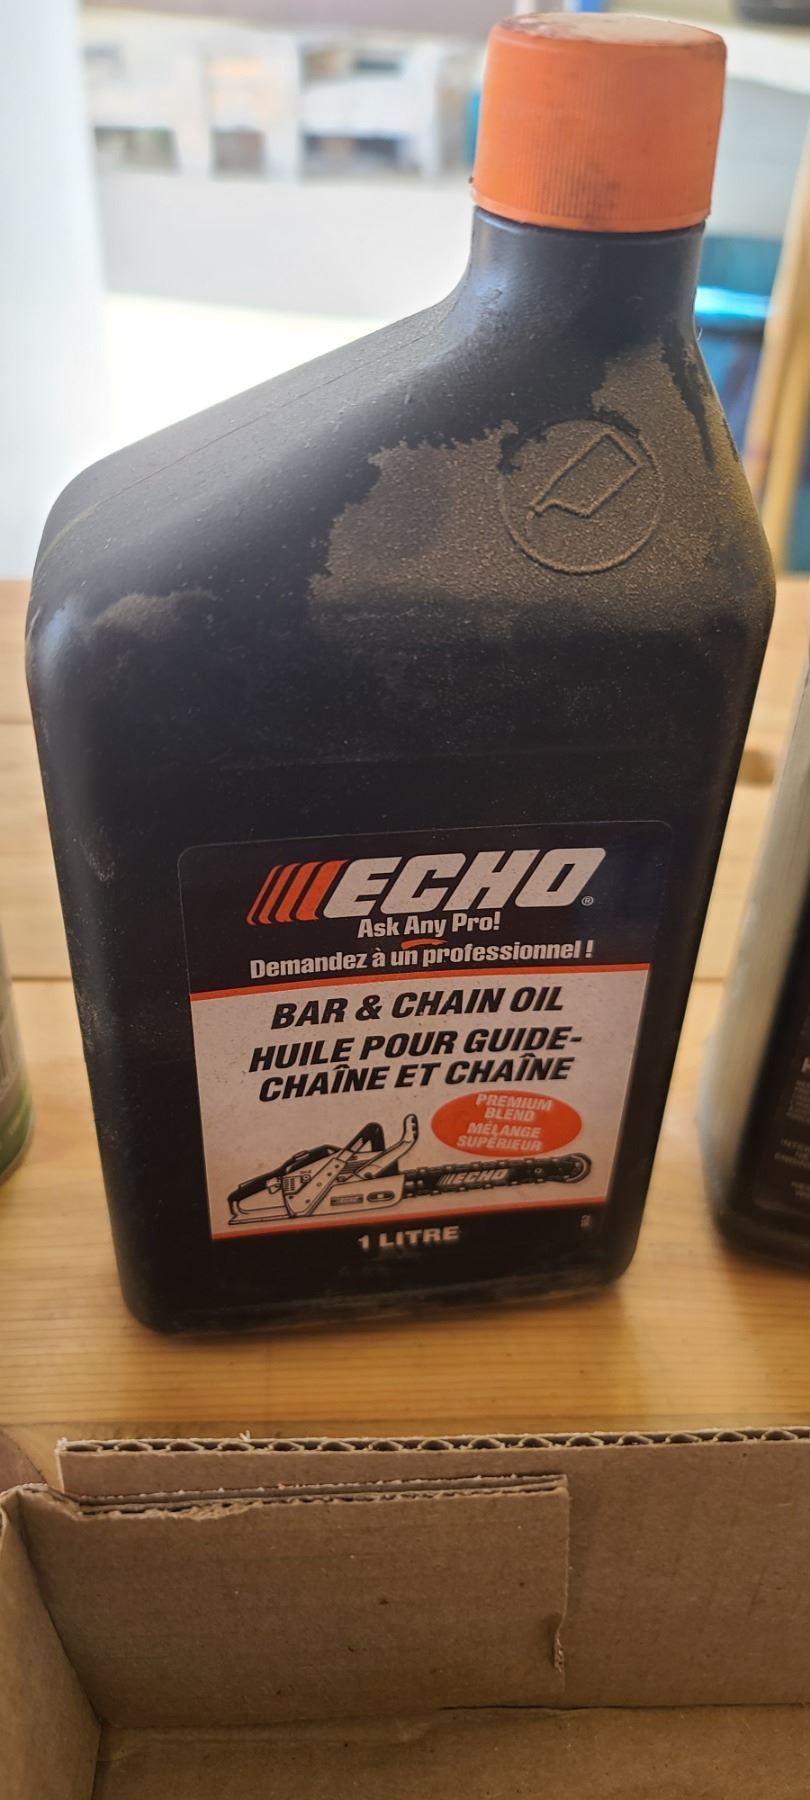 ECHO®
Ask Any Pro!
Demandez à un professionnel !
BAR & CHAIN OIL
HUILE POUR GUIDE-
CHAÎNE ET CHAÎNE
PREMIUM
BLEND
MÉLANGE
SUPÉRIEUR
ECHO
1 LITRE